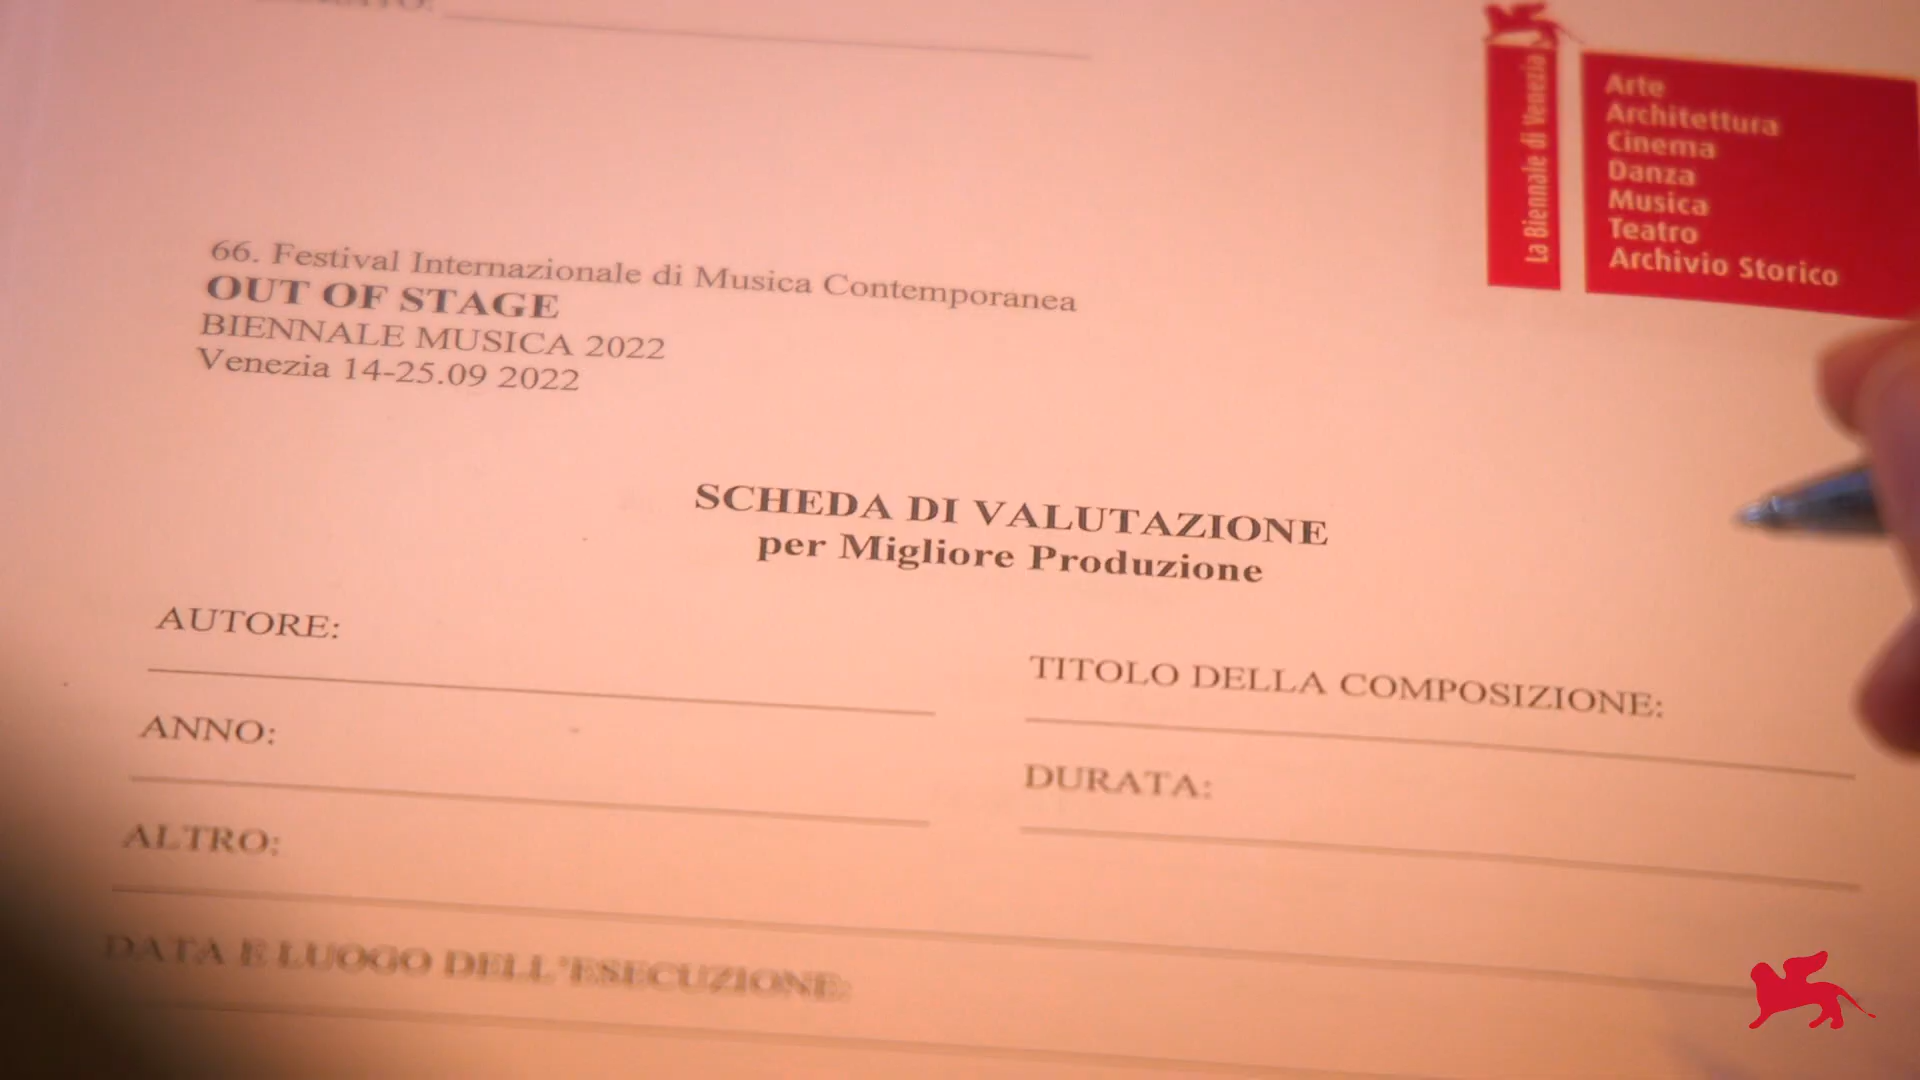 La Biennale di Venezia
Arte
Architettura
Cinema
Danza
Musica
Teatro
Archivio Storico
66. Festival Internazionale di Musica Contemporanea
OUT OF STAGE
BIENNALE MUSICA 2022
Venezia 14-25.09 2022
SCHEDA DI VALUTAZIONE
per Migliore Produzione
AUTORE:
TITOLO DELLA COMPOSIZIONE:
ANNO:
DURATA:
ALTRO:
DATA E LUOGO DELL'ESECUZIONE: